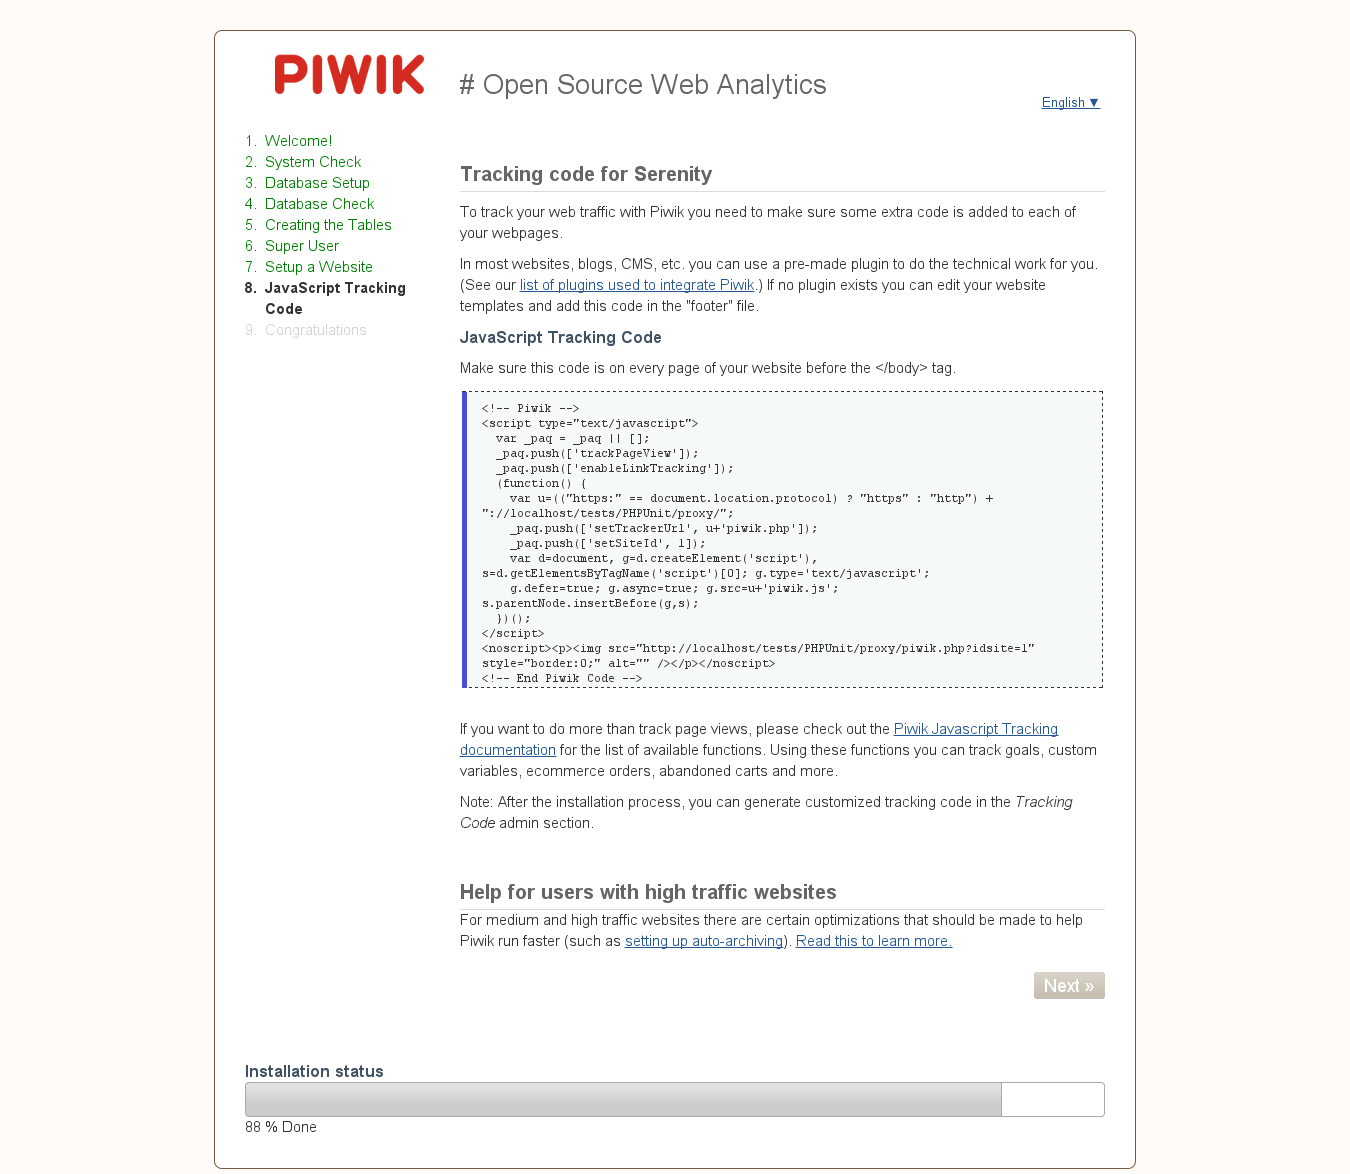 PIWIK
# Open Source Web Analytics
English ▼
1. Welcome!
2. System Check
3. Database Setup
4. Database Check
5. Creating the Tables
6. Super User
7. Setup a Website
8. JavaScript Tracking
Code
9. Congratulations
Tracking code for Serenity
To track your web traffic with Piwik you need to make sure some extra code is added to each of
your webpages.
In most websites, blogs, CMS, etc. you can use a pre-made plugin to do the technical work for you.
(See our list of plugins used to integrate Piwik.) If no plugin exists you can edit your website
templates and add this code in the "footer" file.
JavaScript Tracking Code
Make sure this code is on every page of your website before the </body> tag.
<!-- Piwik -->
<script type="text/javascript">
  var _paq = _paq || [];
  _paq.push(['trackPageView']);
  _paq.push(['enableLinkTracking']);
  (function() {
    var u=(("https:" == document.location.protocol) ? "https" : "http") +
"://localhost/tests/PHPUnit/proxy/";
    _paq.push(['setTrackerUrl', u+'piwik.php']);
    _paq.push(['setSiteId', 1]);
    var d=document, g=d.createElement('script'),
s=d.getElementsByTagName('script')[0]; g.type='text/javascript';
    g.defer=true; g.async=true; g.src=u+'piwik.js';
s.parentNode.insertBefore(g,s);
  })();
</script>
<noscript><p><img src="http://localhost/tests/PHPUnit/proxy/piwik.php?idsite=1"
style="border:0;" alt="" /></p></noscript>
<!-- End Piwik Code -->
If you want to do more than track page views, please check out the Piwik Javascript Tracking
documentation for the list of available functions. Using these functions you can track goals, custom
variables, ecommerce orders, abandoned carts and more.
Note: After the installation process, you can generate customized tracking code in the Tracking
Code admin section.
Help for users with high traffic websites
For medium and high traffic websites there are certain optimizations that should be made to help
Piwik run faster (such as setting up auto-archiving). Read this to learn more.
Next »
Installation status
88 % Done